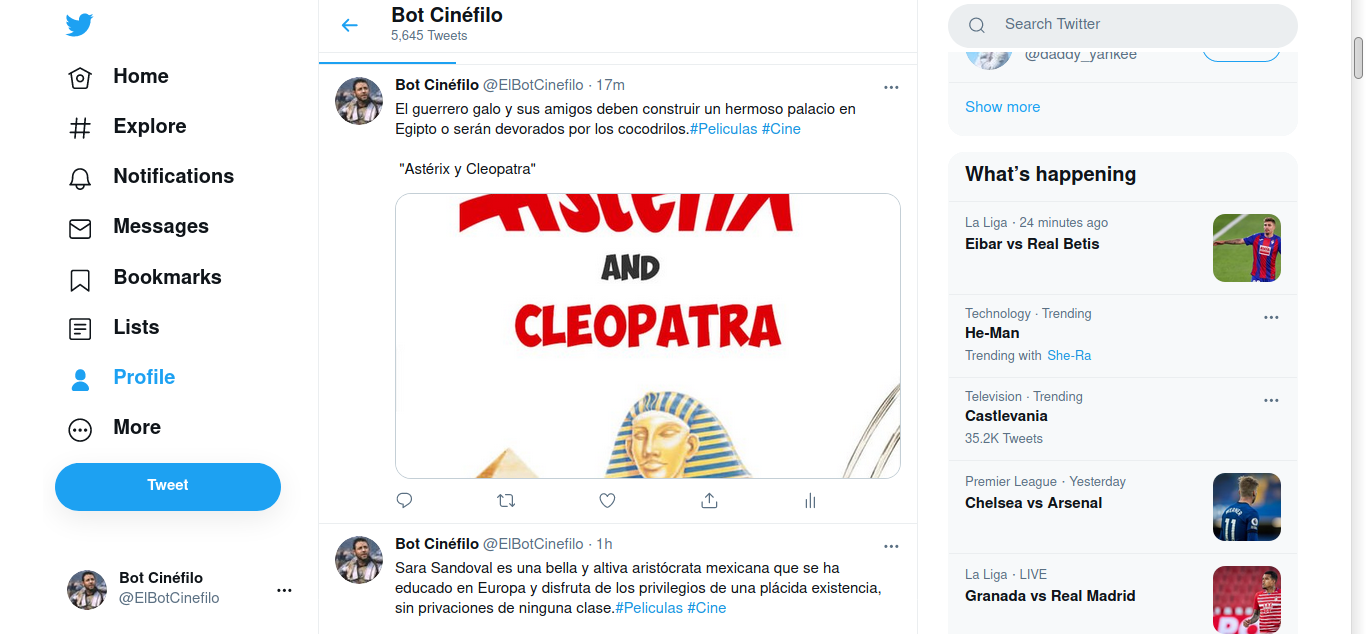 Home
Explore
Notifications
Messages
Bookmarks
Lists
Profile
More
Tweet
Bot Cinéfilo
@ElBotCinefilo
Bot Cinéfilo
5,645 Tweets
Bot Cinéfilo @ElBotCinefilo · 17m
El guerrero galo y sus amigos deben construir un hermoso palacio en
Egipto o serán devorados por los cocodrilos.#Peliculas #Cine
"Astérix y Cleopatra"
Asterix
AND
CLEOPATRA
Bot Cinéfilo @ElBotCinefilo · 1h
Sara Sandoval es una bella y altiva aristócrata mexicana que se ha
educado en Europa y disfruta de los privilegios de una plácida existencia,
sin privaciones de ninguna clase.#Peliculas #Cine
Search Twitter
@daddy_yankee
Show more
What's happening
La Liga · 24 minutes ago
Eibar vs Real Betis
Technology · Trending
He-Man
Trending with She-Ra
Television · Trending
Castlevania
35.2K Tweets
Premier League · Yesterday
Chelsea vs Arsenal
WERNER
11
La Liga · LIVE
Granada vs Real Madrid